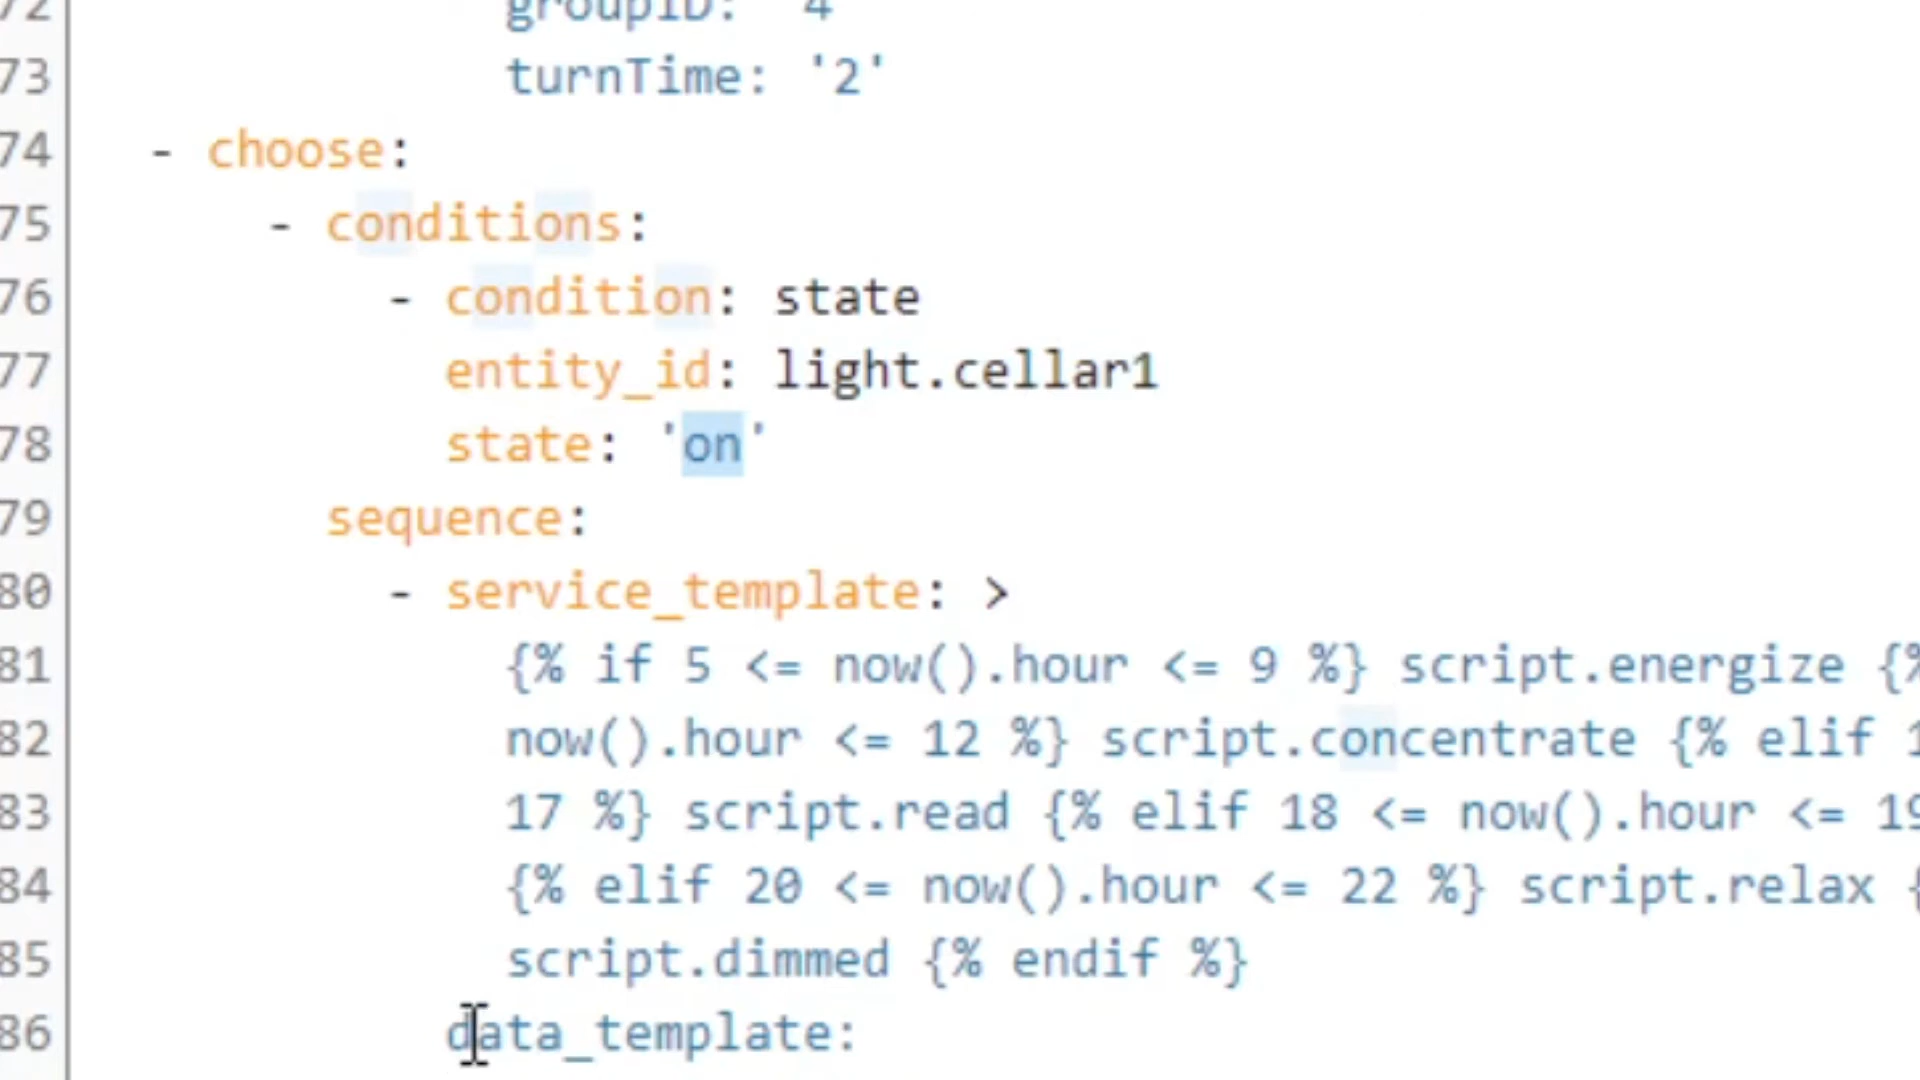 72 groupID: '4'
73 turnTime: '2'
74 - choose:
75 - conditions:
76 - condition: state
77 entity_id: light.cellar1
78 state: 'on'
79 sequence:
80 - service_template: >
81 {% if 5 <= now().hour <= 9 %} script.energize {%
82 now().hour <= 12 %} script.concentrate {% elif 1
83 17 %} script.read {% elif 18 <= now().hour <= 19
84 {% elif 20 <= now().hour <= 22 %} script.relax {
85 script.dimmed {% endif %}
86 data_template: